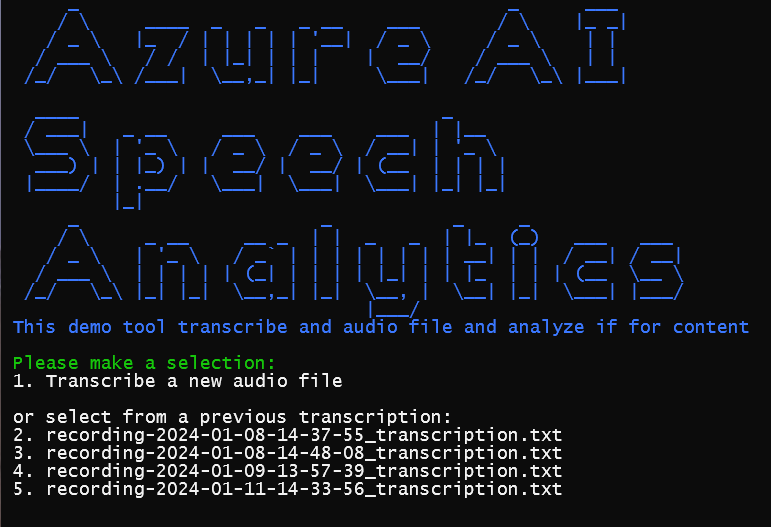 Azure AI
Speech
Analytics
This demo tool transcribe and audio file and analyze if for content
Please make a selection:
1. Transcribe a new audio file
or select from a previous transcription:
2. recording-2024-01-08-14-37-55_transcription.txt
3. recording-2024-01-08-14-48-08_transcription.txt
4. recording-2024-01-09-13-57-39_transcription.txt
5. recording-2024-01-11-14-33-56_transcription.txt